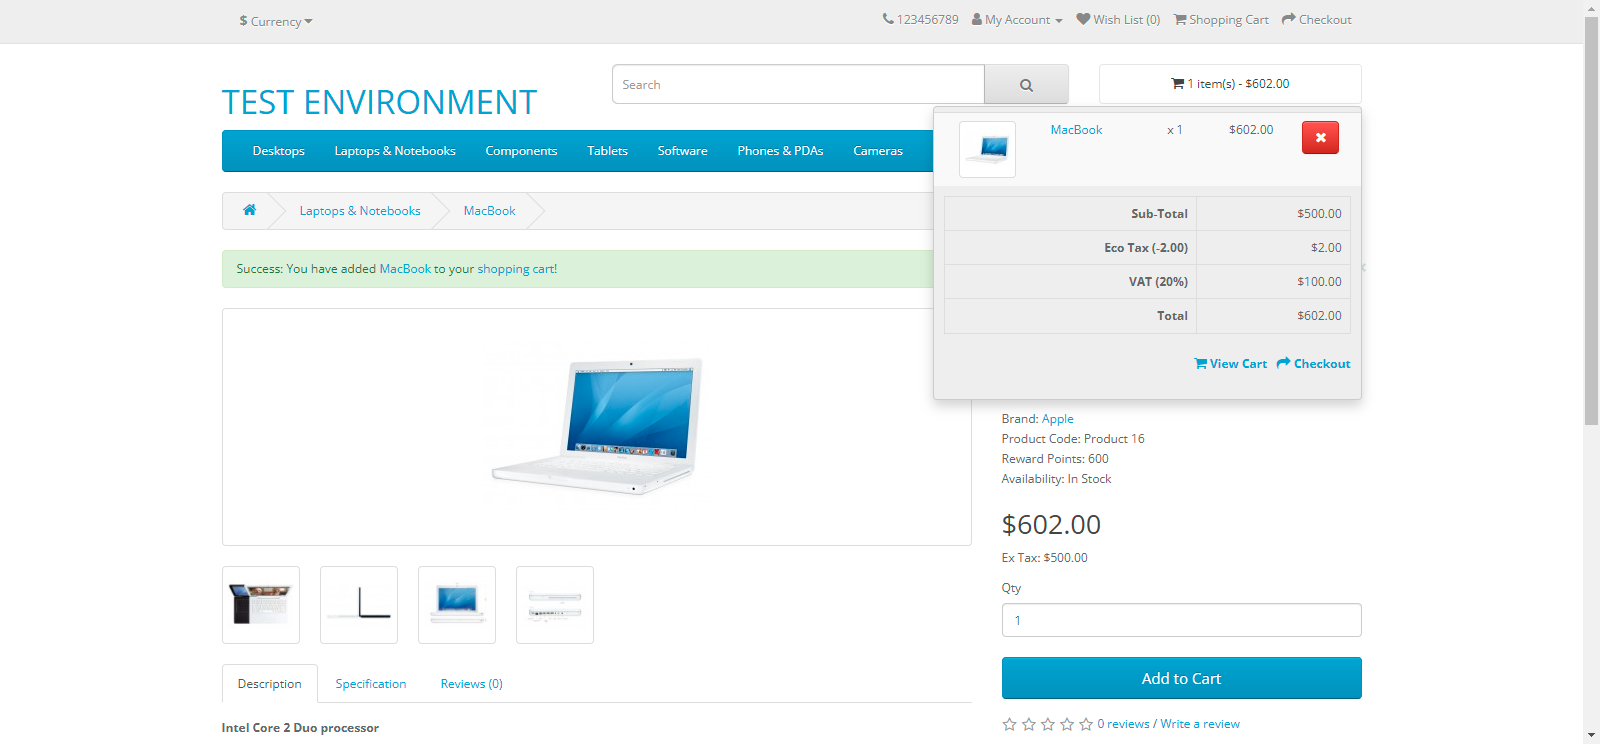 $ Currency
123456789 My Account Wish List (0) Shopping Cart Checkout
TEST ENVIRONMENT
Search
1 item(s) - $602.00
MacBook x 1 $602.00
Desktops Laptops & Notebooks Components Tablets Software Phones & PDAs Cameras
Laptops & Notebooks MacBook
Sub-Total $500.00
Eco Tax (-2.00) $2.00
VAT (20%) $100.00
Total $602.00
View Cart Checkout
Success: You have added MacBook to your shopping cart!
Brand: Apple
Product Code: Product 16
Reward Points: 600
Availability: In Stock
$602.00
Ex Tax: $500.00
Qty
1
Add to Cart
0 reviews / Write a review
Description Specification Reviews (0)
Intel Core 2 Duo processor